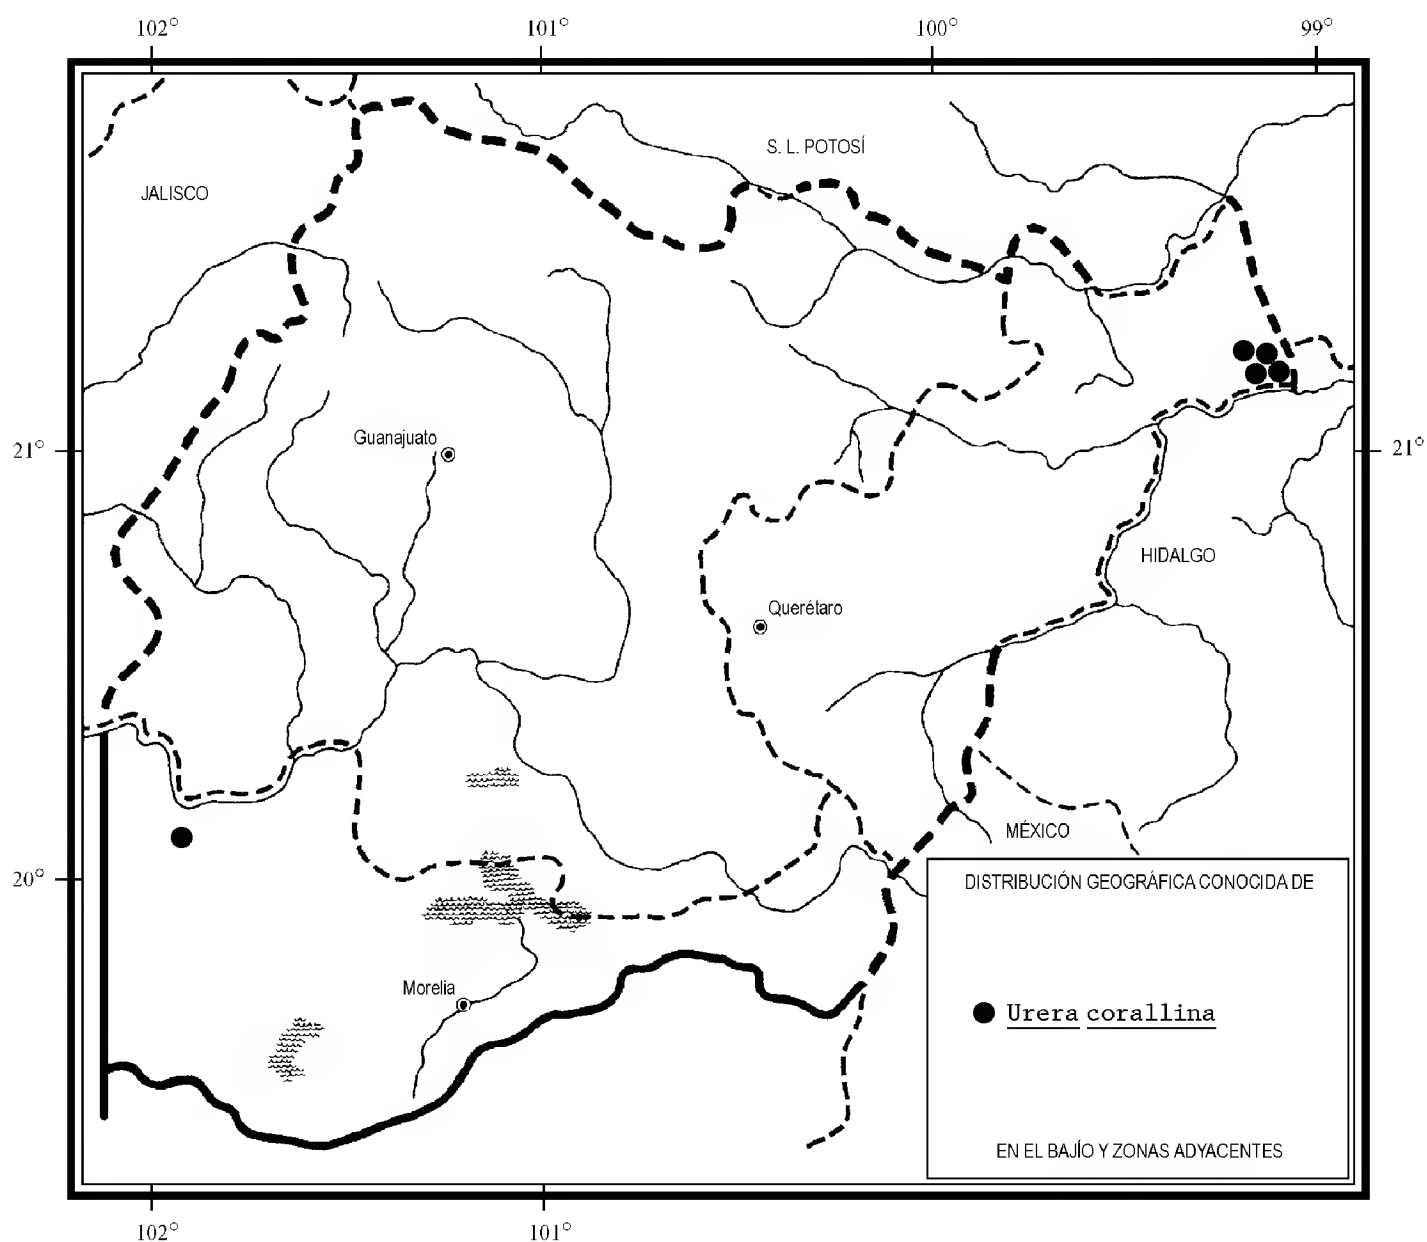 102°
101°
100°
99°
S. L. POTOSÍ
JALISCO
Guanajuato
21°
21°
HIDALGO
Querétaro
MÉXICO
20°
DISTRIBUCIÓN GEOGRÁFICA CONOCIDA DE
Morelia
Urera corallina
EN EL BAJÍO Y ZONAS ADYACENTES
102°
101°